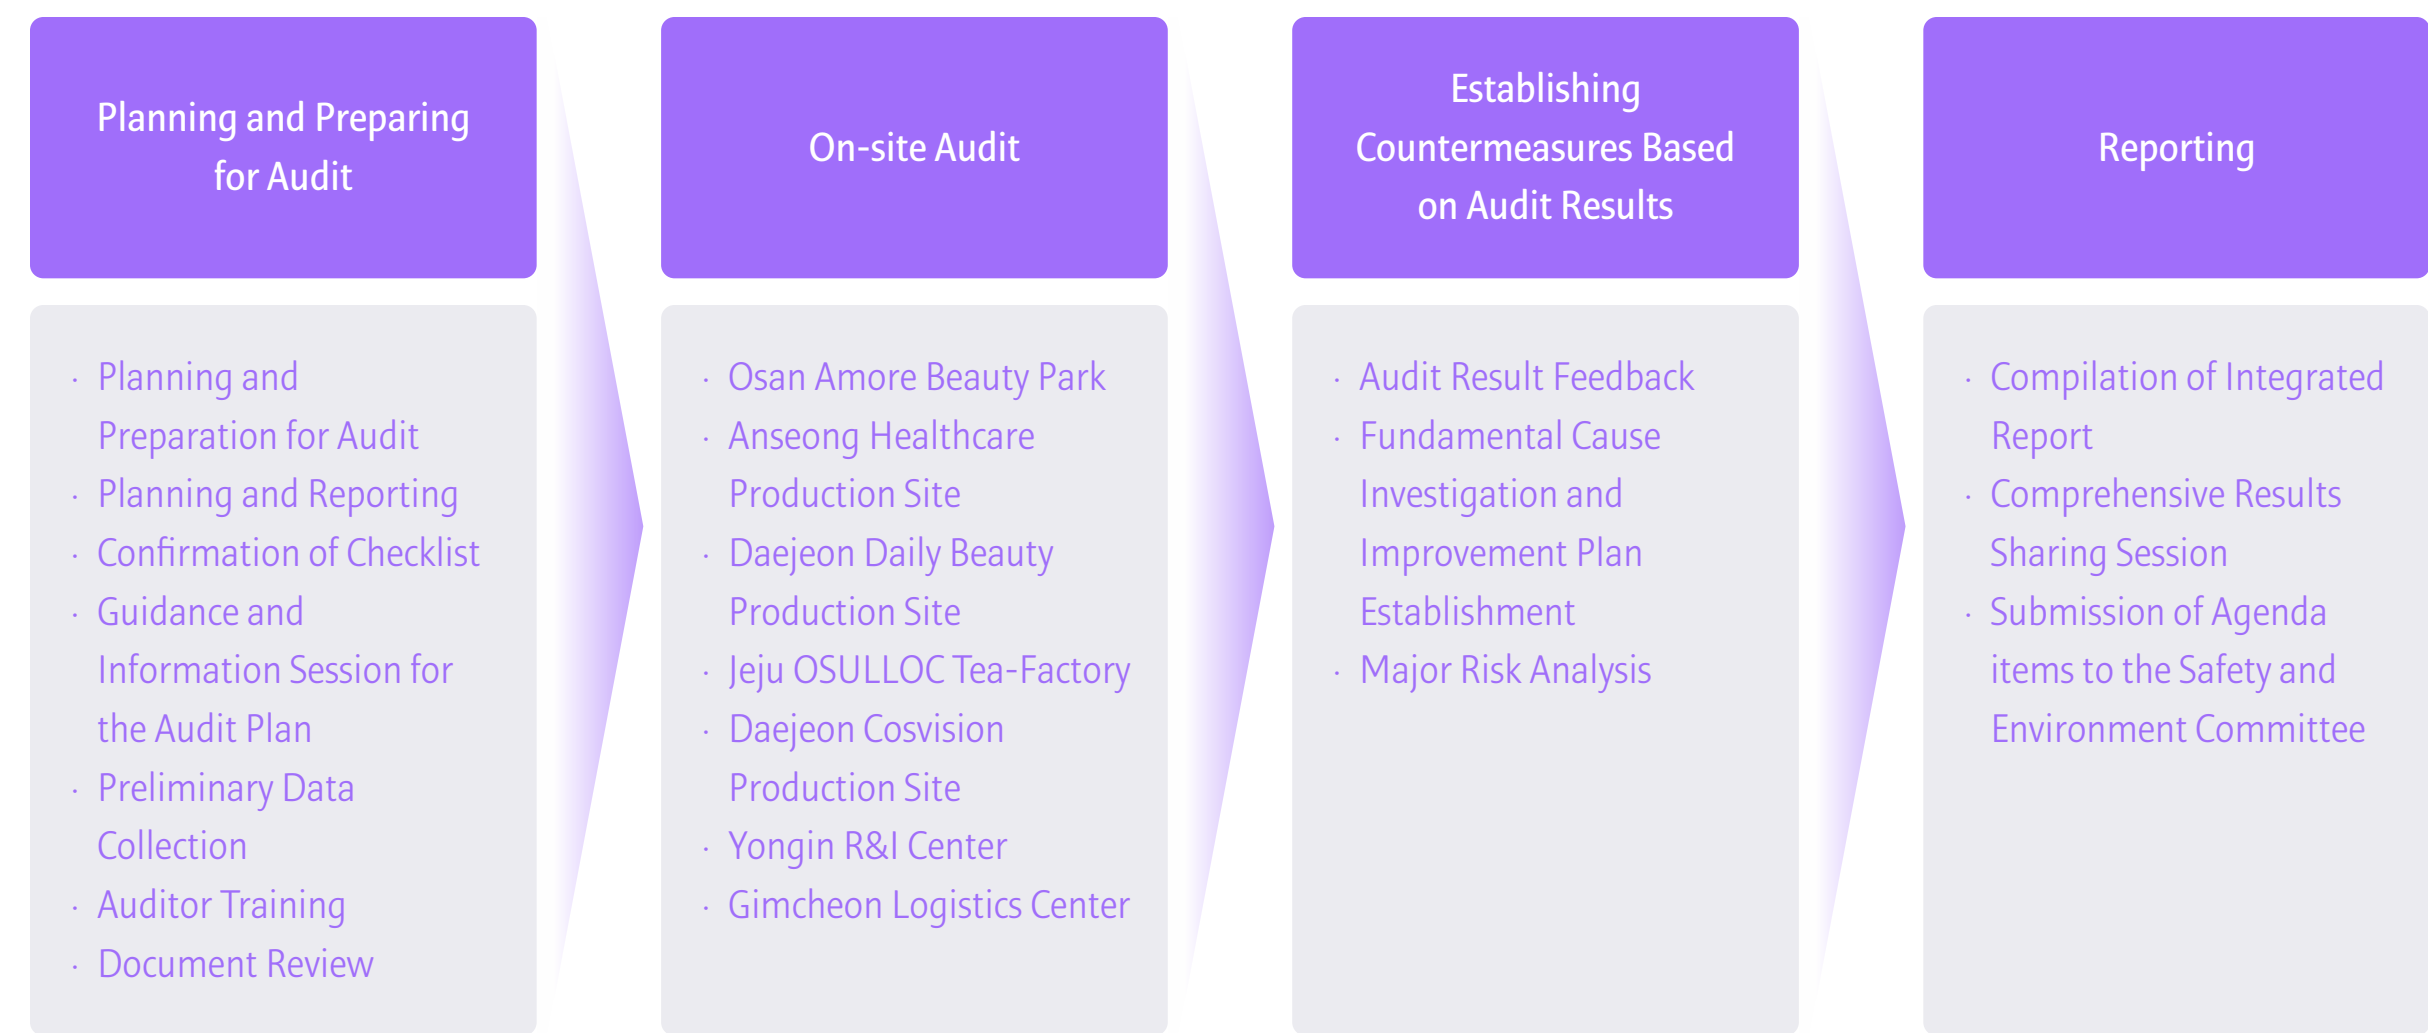 Planning and Preparing
for Audit
· Planning and
Preparation for Audit
· Planning and Reporting
· Confirmation of Checklist
· Guidance and
Information Session for
the Audit Plan
· Preliminary Data
Collection
· Auditor Training
· Document Review
On-site Audit
· Osan Amore Beauty Park
· Anseong Healthcare
Production Site
· Daejeon Daily Beauty
Production Site
· Jeju OSULLOC Tea-Factory
· Daejeon Cosvision
Production Site
· Yongin R&I Center
· Gimcheon Logistics Center
Establishing
Countermeasures Based
on Audit Results
· Audit Result Feedback
· Fundamental Cause
Investigation and
Improvement Plan
Establishment
· Major Risk Analysis
Reporting
· Compilation of Integrated
Report
· Comprehensive Results
Sharing Session
· Submission of Agenda
items to the Safety and
Environment Committee